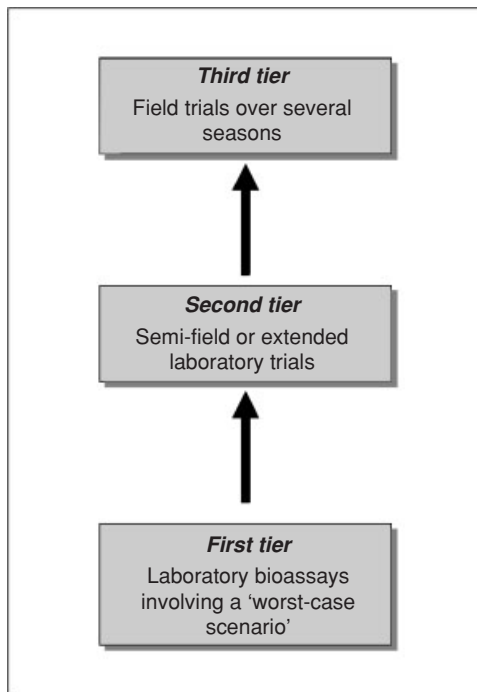 Third tier
Field trials over several
seasons
Second tier
Semi-field or extended
laboratory trials
First tier
Laboratory bioassays
involving a ‘worst-case
scenario’